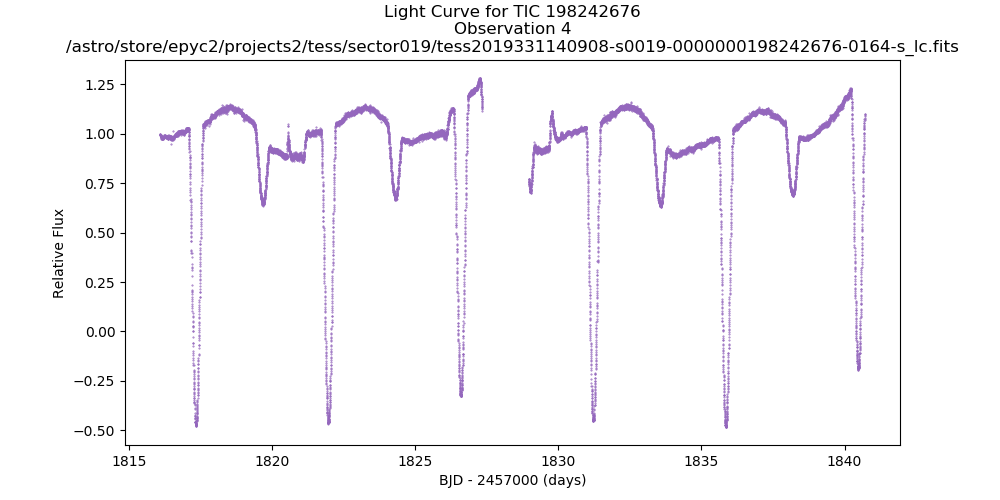 Light Curve for TIC 198242676
Observation 4
/astro/store/epyc2/projects2/tess/sector019/tess2019331140908-s0019-0000000198242676-0164-s_lc.fits
1.25
1.00
0.75
0.50
0.25
0.00
−0.25
−0.50
Relative Flux
1815
1820
1825
1830
1835
1840
BJD - 2457000 (days)